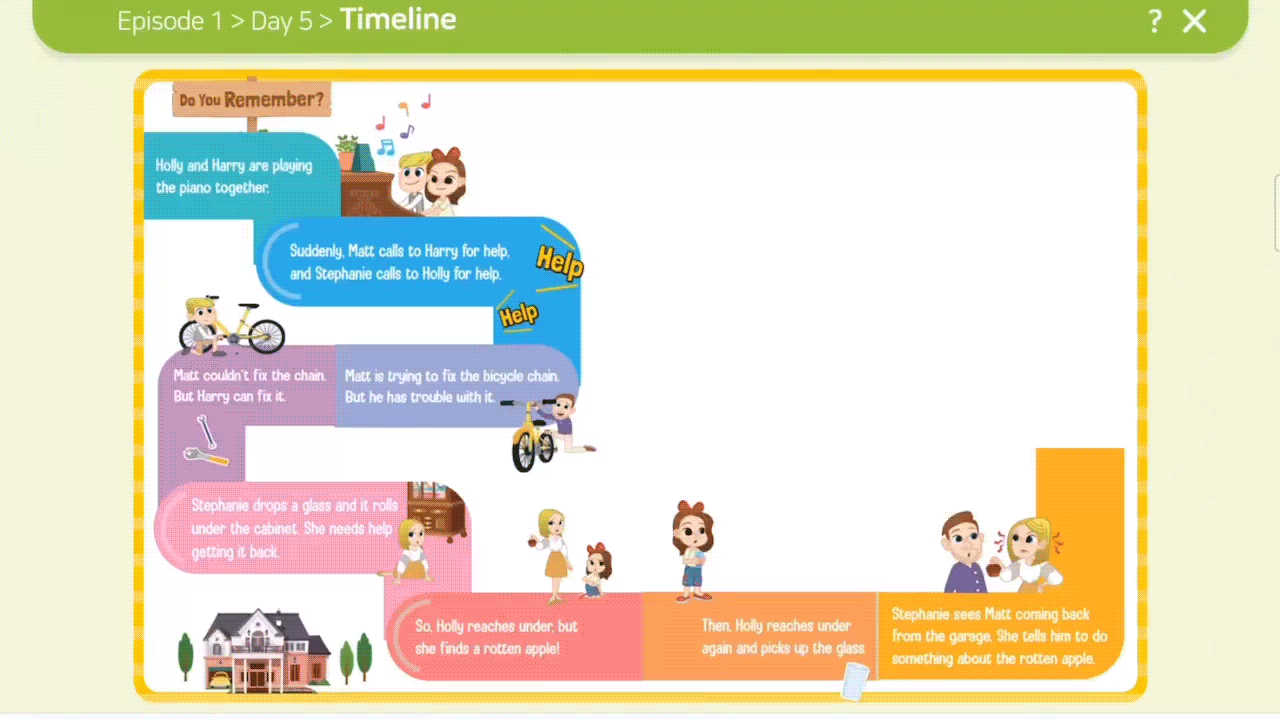 Episode 1 > Day 5 > Timeline
?
Do You Remember?
Holly and Harry are playing
the piano together.
Suddenly, Matt calls to Harry for help,
and Stephanie calls to Holly for help.
Help
Help
Matt is trying to fix the bicycle chain.
But he has trouble with it.
Matt couldn't fix the chain.
But Harry can fix it.
Stephanie drops a glass and it rolls
under the cabinet. She needs help
getting it back.
So, Holly reaches under, but
she finds a rotten apple!
Then, Holly reaches under
again and picks up the glass.
Stephanie sees Matt coming back
from the garage. She tells him to do
something about the rotten apple.